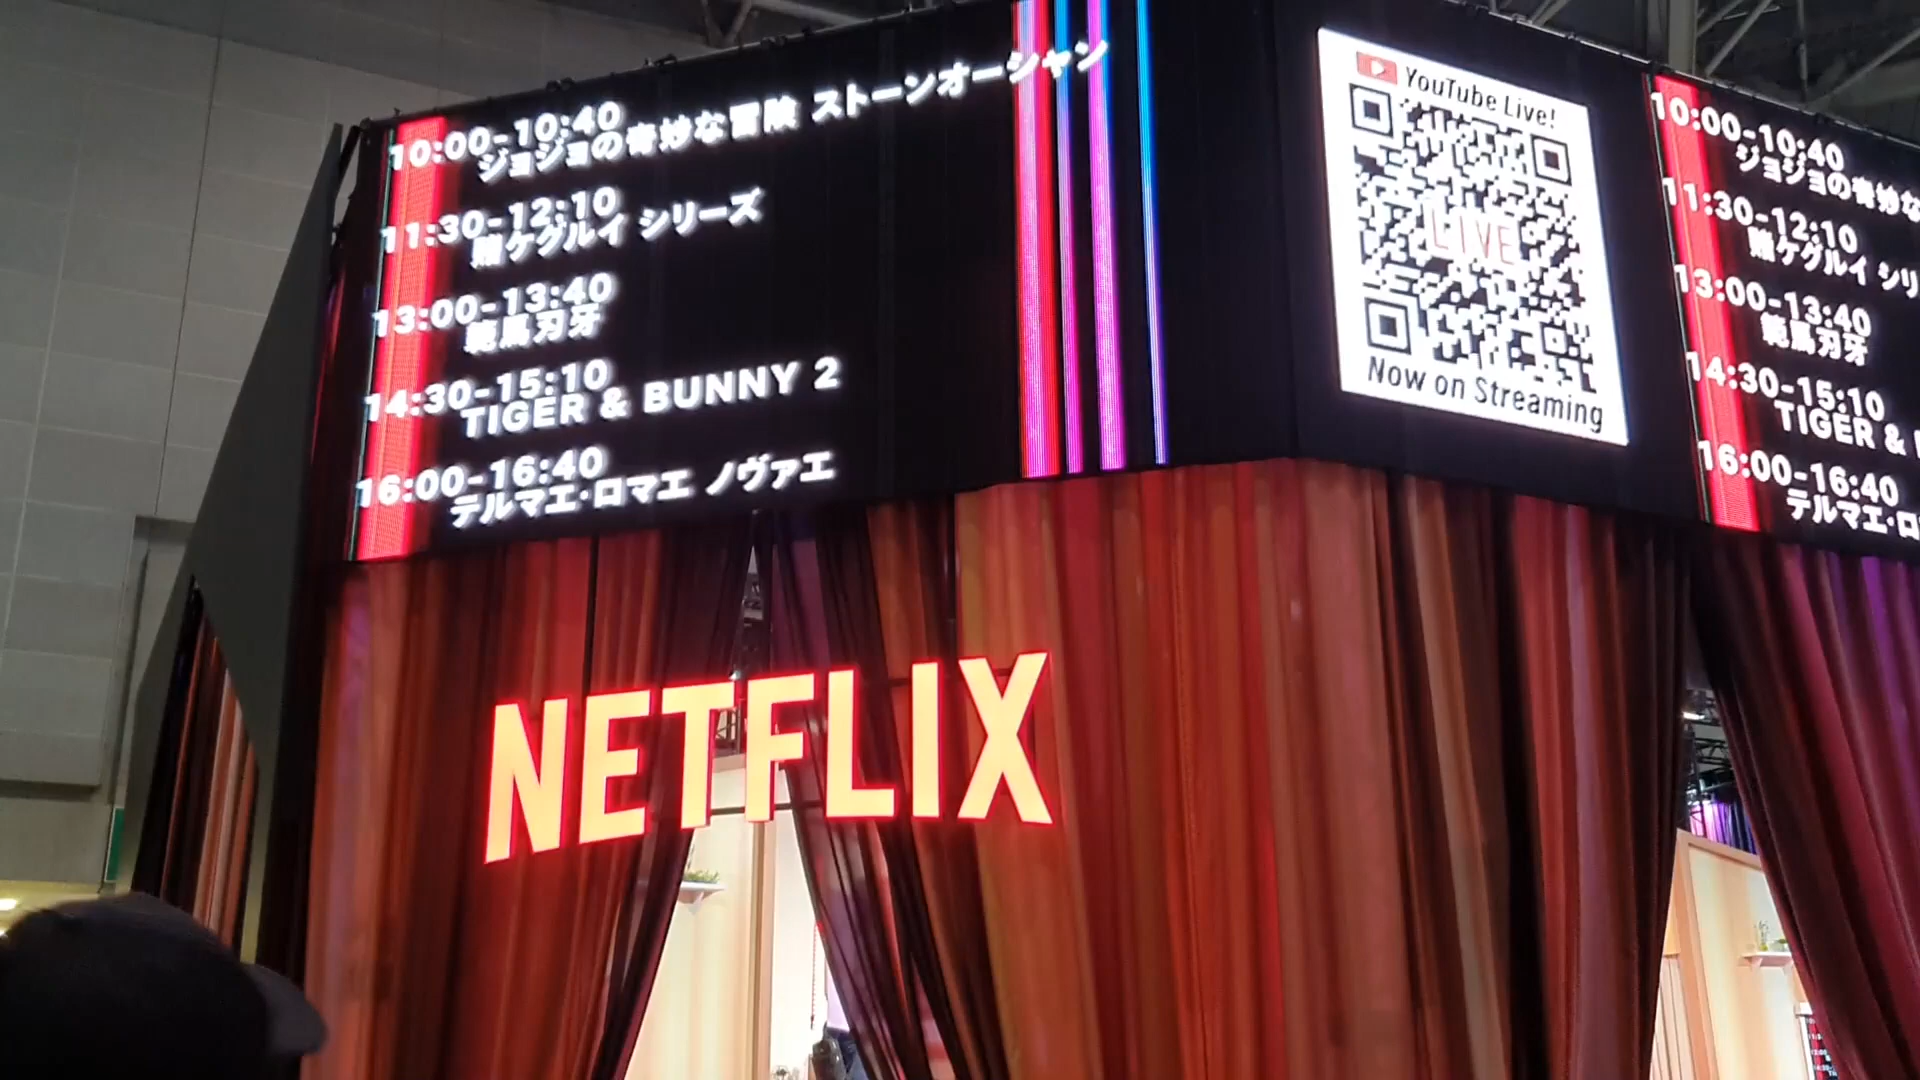 10:00-10:40
ジョジョの奇妙な冒険 ストーンオーシャン
11:30-12:10
賭ケグルイ シリーズ
13:00-13:40
範馬刃牙
14:30-15:10
TIGER & BUNNY 2
16:00-16:40
テルマエ・ロマエ ノヴァエ
YouTube Live!
LIVE
Now on Streaming
10:00-10:40
ジョジョの奇妙な
11:30-12:10
賭ケグルイ シリ
13:00-13:40
範馬刃牙
14:30-15:10
TIGER &
16:00-16:40
テルマエ・ロ
NETFLIX